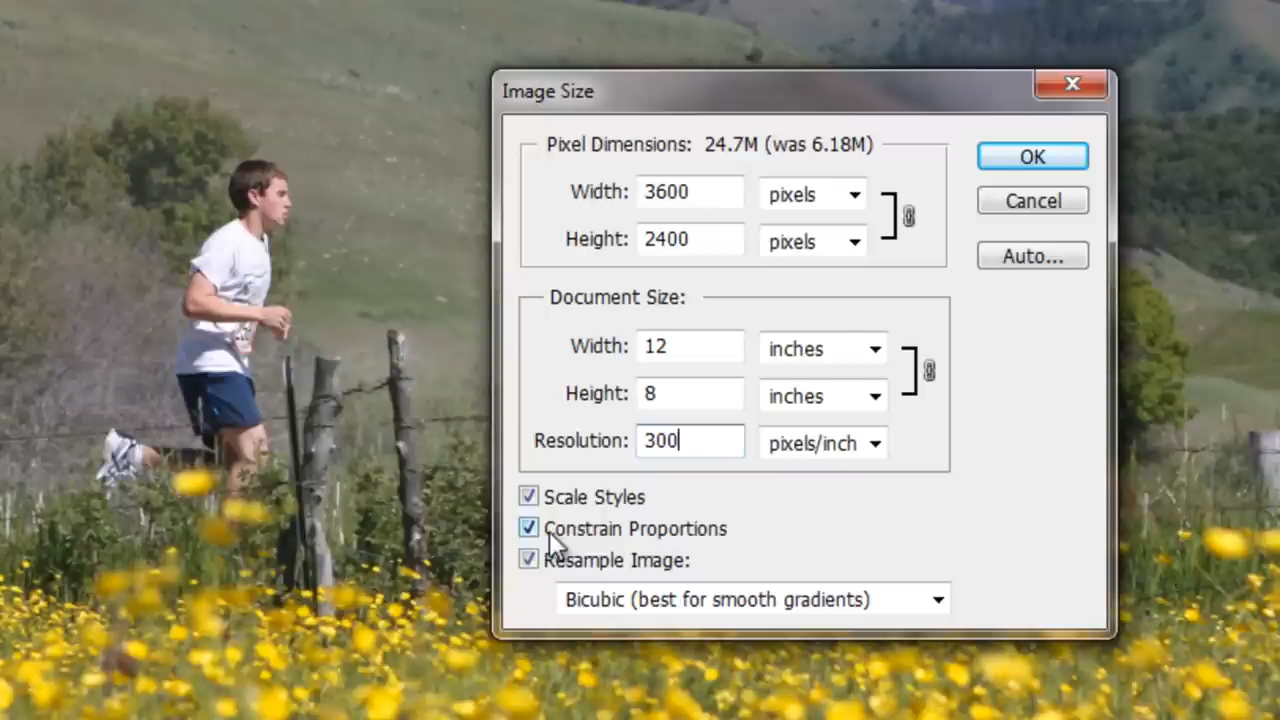 Image Size
Pixel Dimensions: 24.7M (was 6.18M)
Width: 3600 pixels
Height: 2400 pixels
OK
Cancel
Auto...
Document Size:
Width: 12 inches
Height: 8 inches
Resolution: 300 pixels/inch
Scale Styles
Constrain Proportions
Resample Image:
Bicubic (best for smooth gradients)